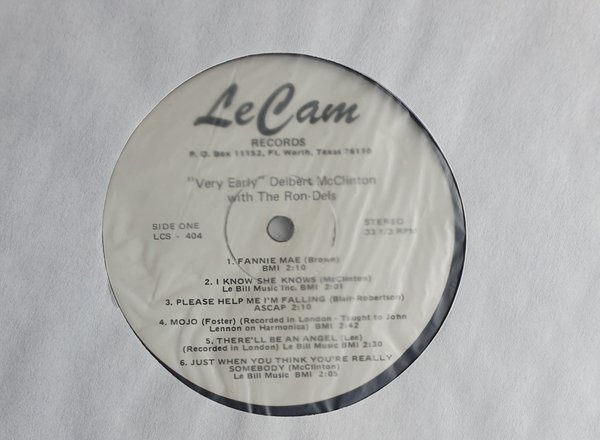 LeCam
RECORDS
P. O. Box 11152, Ft. Worth, Texas 76110
"Very Early" Delbert McClinton
with The Ron-Dels
SIDE ONE
LCS - 404
STEREO
33 1/3 RPM
1. FANNIE MAE (Brown)
BMI 2:10
2. I KNOW SHE KNOWS (McClinton)
Le Bill Music Inc. BMI 2:01
3. PLEASE HELP ME I'M FALLING (Blair-Robertson)
ASCAP 2:10
4. MOJO (Foster) (Recorded in London - Taught to John
Lennon on Harmonica) BMI 2:42
5. THERE'LL BE AN ANGEL (Lee)
(Recorded in London) Le Bill Music BMI 2:30
6. JUST WHEN YOU THINK YOU'RE REALLY
SOMEBODY (McClinton)
Le Bill Music BMI 2:05